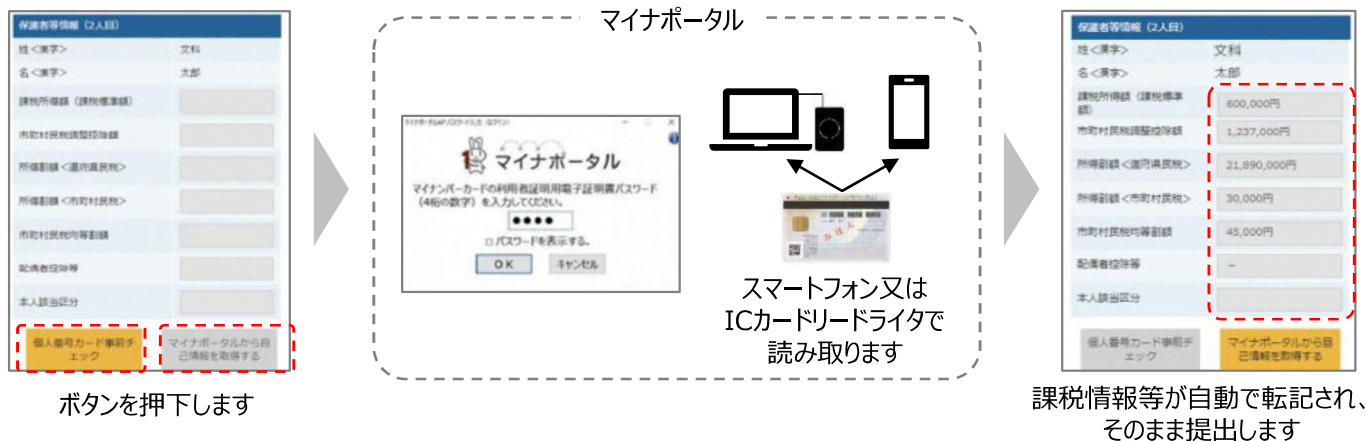 保護者等情報（2人目）
姓＜漢字＞ 文科
名＜漢字＞ 太郎
課税所得額（課税標準額）
市町村民税調整控除額
所得割額＜道府県民税＞
所得割額＜市町村民税＞
市町村民税均等割額
配偶者控除等
本人該当区分
個人番号カード事前チ
ェック
マイナポータルから自
己情報を取得する
ボタンを押下します
マイナポータル
マイナポータル
マイナンバーカードの利用者証明用電子証明書パスワード
（4桁の数字）を入力してください。
●●●●
□ パスワードを表示する。
ＯＫ キャンセル
スマートフォン又は
ICカードリードライタで
読み取ります
保護者等情報（2人目）
姓＜漢字＞ 文科
名＜漢字＞ 太郎
課税所得額（課税標準
額） 600,000円
市町村民税調整控除額 1,237,000円
所得割額＜道府県民税＞ 21,890,000円
所得割額＜市町村民税＞ 30,000円
市町村民税均等割額 45,000円
配偶者控除等 －
本人該当区分
個人番号カード事前チ
ェック
マイナポータルから自
己情報を取得する
課税情報等が自動で転記され、
そのまま提出します